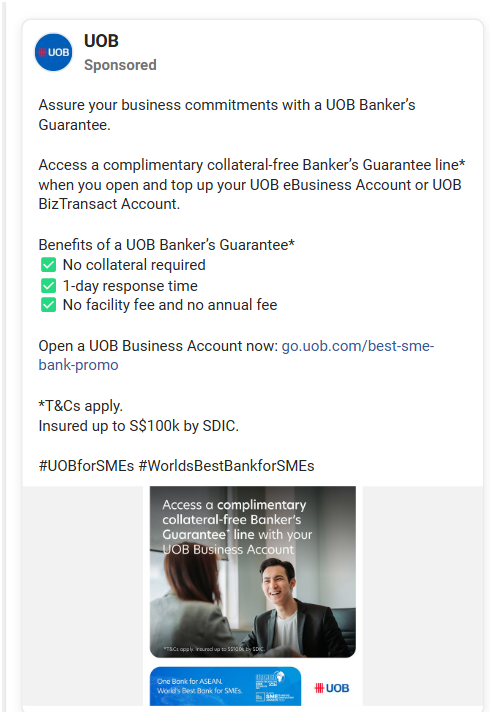 UOB
UOB
Sponsored
Assure your business commitments with a UOB Banker's
Guarantee.
Access a complimentary collateral-free Banker's Guarantee line*
when you open and top up your UOB eBusiness Account or UOB
BizTransact Account.
Benefits of a UOB Banker's Guarantee*
✅ No collateral required
✅ 1-day response time
✅ No facility fee and no annual fee
Open a UOB Business Account now: go.uob.com/best-sme-
bank-promo
*T&Cs apply.
Insured up to S$100k by SDIC.
#UOBforSMEs #WorldsBestBankforSMEs
Access a complimentary
collateral-free Banker's
Guarantee* line with your
UOB Business Account
*T&Cs apply. Insured up to S$100k by SDIC.
One Bank for ASEAN.
World's Best Bank for SMEs.
SME
UOB